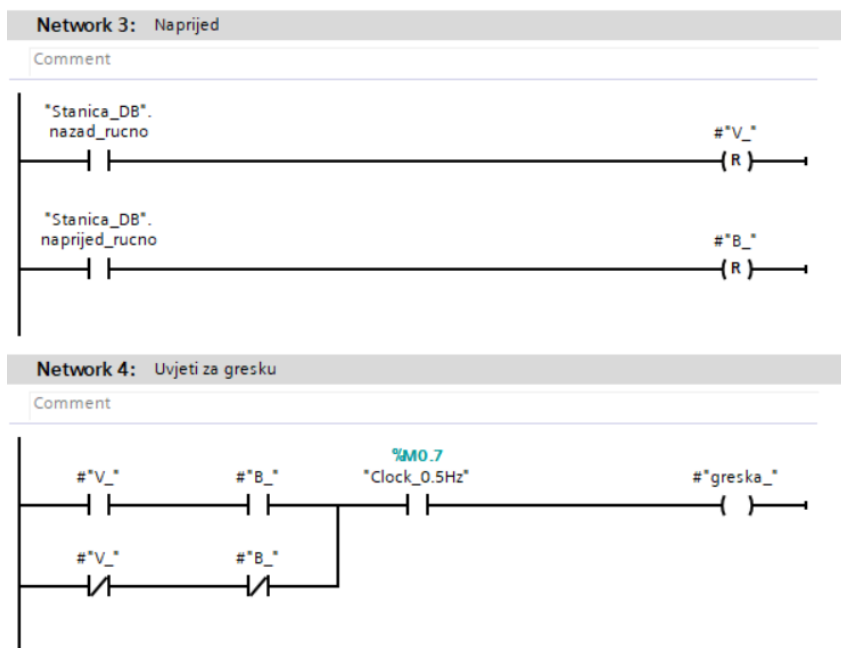 Network 3: Naprijed
Comment
"Stanica_DB".
nazad_rucno
#"V_"
R
"Stanica_DB".
naprijed_rucno
#"B_"
R
Network 4: Uvjeti za gresku
Comment
%M0.7
#"V_" #"B_" "Clock_0.5Hz" #"greska_"
#"V_" #"B_"